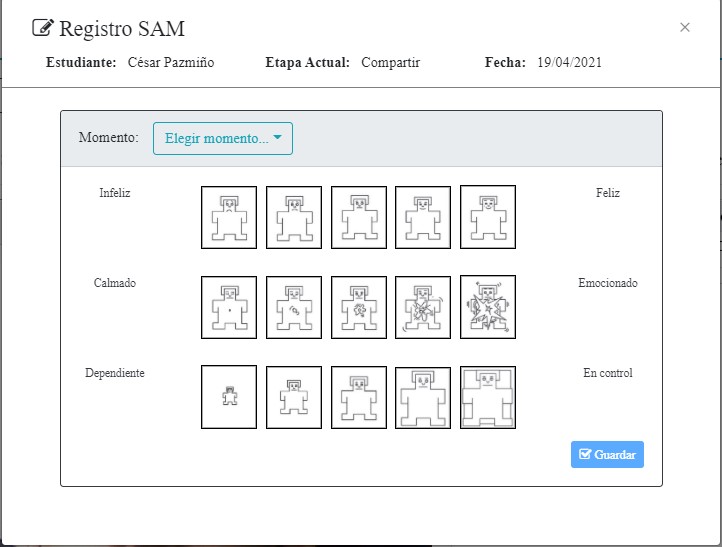 Registro SAM ×
Estudiante: César Pazmiño Etapa Actual: Compartir Fecha: 19/04/2021
Momento: Elegir momento...
Infeliz Feliz
Calmado Emocionado
Dependiente En control
Guardar